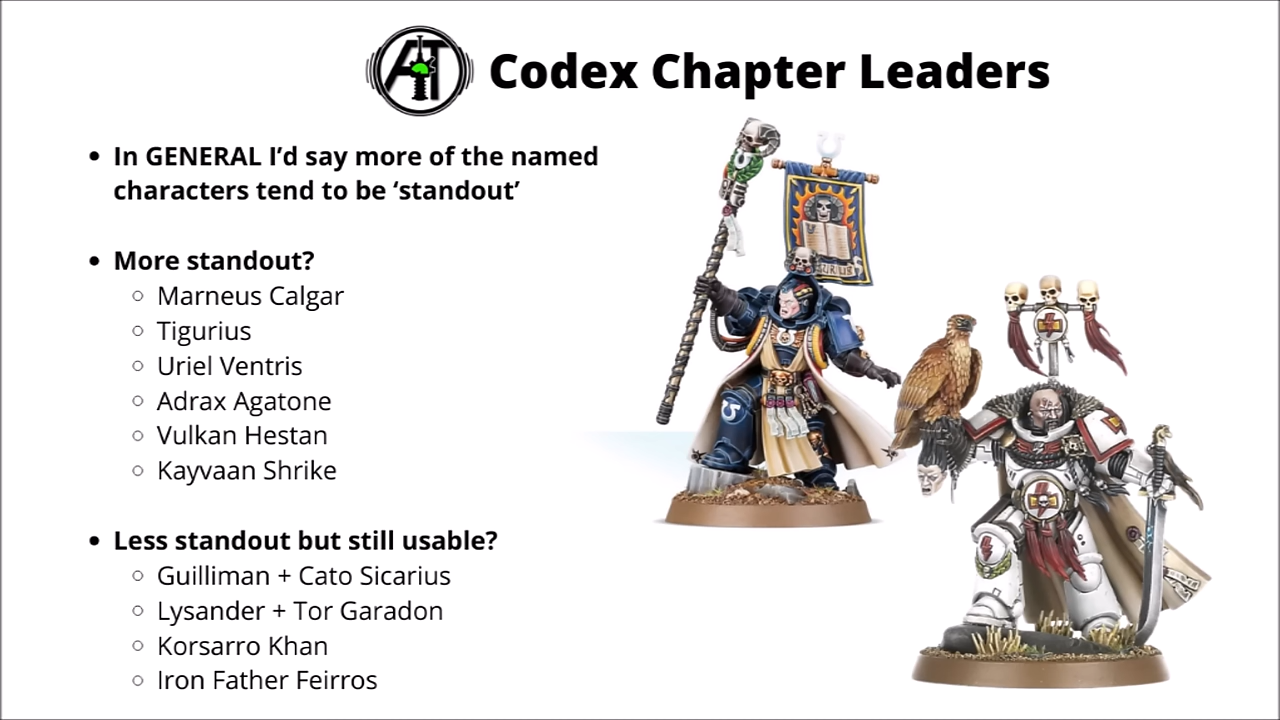 AT
Codex Chapter Leaders
In GENERAL I’d say more of the named
characters tend to be ‘standout’
More standout?
Marneus Calgar
Tigurius
Uriel Ventris
Adrax Agatone
Vulkan Hestan
Kayvaan Shrike
Less standout but still usable?
Guilliman + Cato Sicarius
Lysander + Tor Garadon
Korsarro Khan
Iron Father Feirros